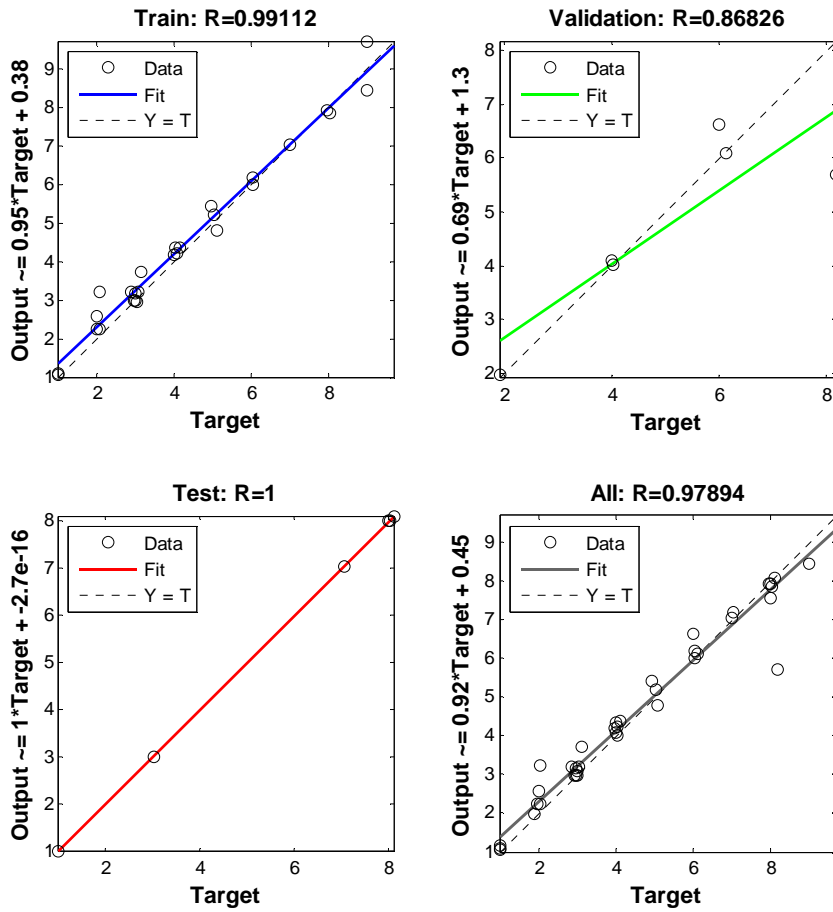 Train: R=0.99112
Output ~= 0.95*Target + 0.38
9
8
7
6
5
4
3
2
1
Data
Fit
Y = T
2 4 6 8
Target
Validation: R=0.86826
Output ~= 0.69*Target + 1.3
8
7
6
5
4
3
2
Data
Fit
Y = T
2 4 6 8
Target
Test: R=1
Output ~= 1*Target + -2.7e-16
8
7
6
5
4
3
2
1
Data
Fit
Y = T
2 4 6 8
Target
All: R=0.97894
Output ~= 0.92*Target + 0.45
9
8
7
6
5
4
3
2
1
Data
Fit
Y = T
2 4 6 8
Target